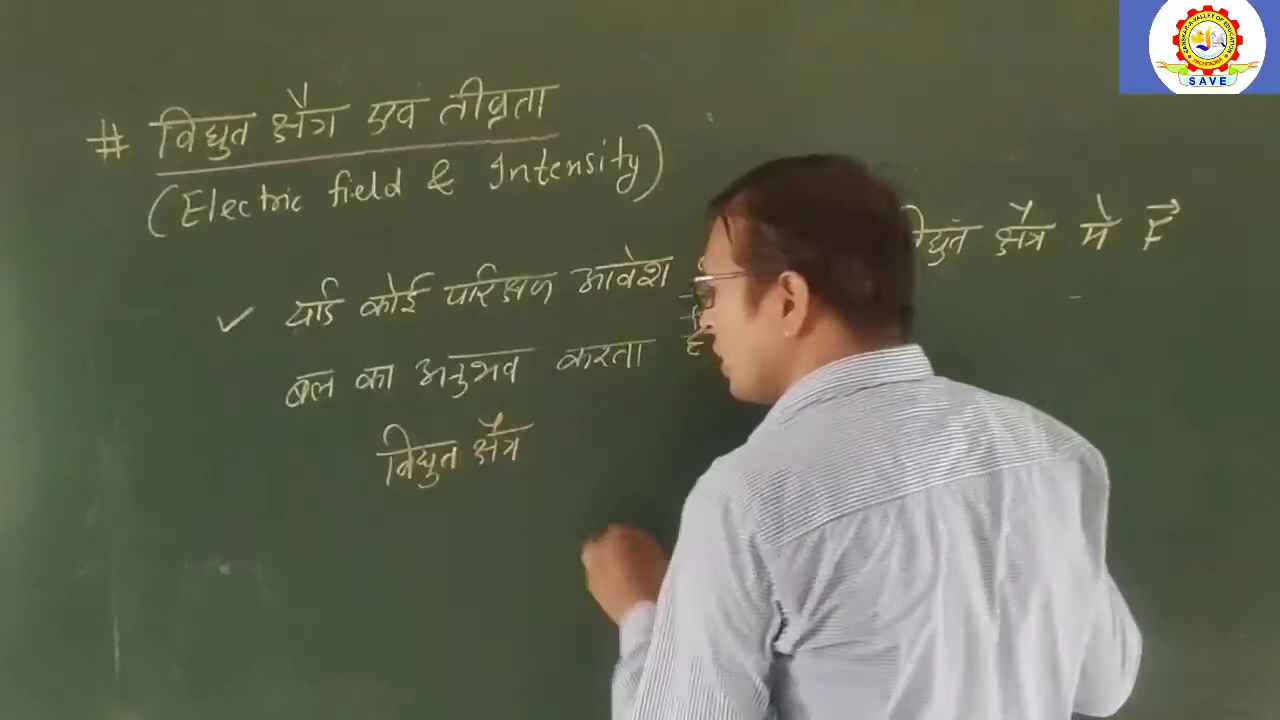 # विद्युत क्षैत्र एवं तीव्रता
(Electric field & Intensity)
✓ यदि कोई परिक्षण आवेश विद्युत क्षैत्र में F⃗
बल का अनुभव करता है
विद्युत क्षैत्र
SAVE